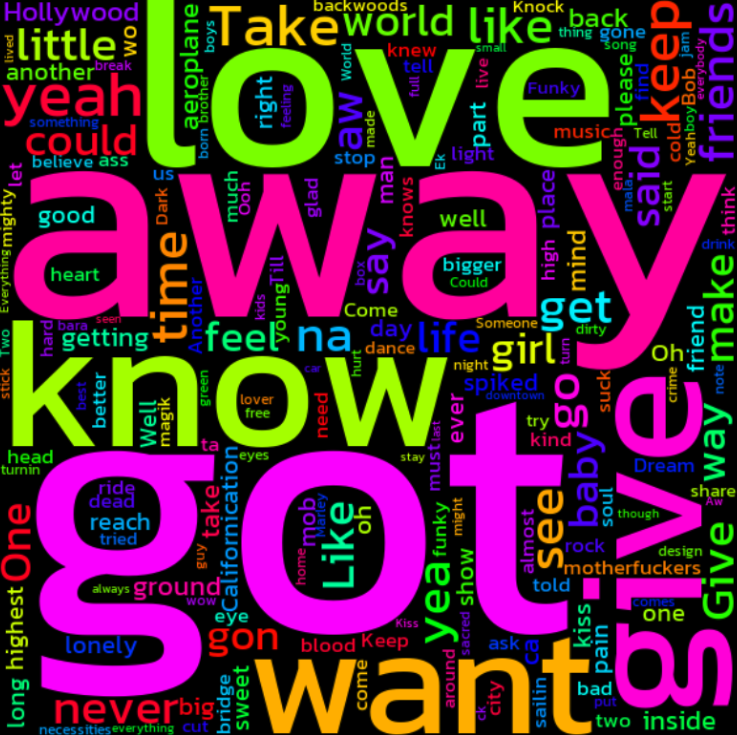 Hollywood
backwoods
Knock
Take
world
like
back
thing
gone
song
jam
friends
lived
little
wo
boys
aeroplane
love
knew
tell
small
World
full
live
Funky
please
find
keep
Bob
everybody
another
break
yeah
brother
right
feeling
aw
made
part
music
boy
Yeah
Tell
cold
something
could
born
stop
light
enough
believe
ass
us
let
man
Ek
said
mala
start
think
away
mighty
good
Dark
much
Ooh
glad
knows
well
high
place
mind
drink
heart
time
Till
box
say
bigger
Could
Everything
kids
young
Come
get
make
seen
Another
Two
hard
bara
getting
feel
na
day
life
Someone
dirty
girl
friend
Oh
dance
hurt
turn
stick
know
best
better
green
car
night
spiked
downtown
go
suck
crime
note
way
give
lover
free
need
ever
Well
magik
try
kind
baby
head
turnin
ta
eyes
stay
must
last
Dream
share
got
ride
dead
reach
tried
take
Californication
mob
Marley
Like
oh
funky
might
almost
see
soul
though
Aw
One
rock
design
guy
home
yea
show
motherfuckers
Give
always
ground
wow
told
comes
highest
eye
Kiss
sacred
kiss
one
lonely
gon
blood
Keep
ask
ca
pain
want
long
sweet
come
around
bad
never
big
bridge
ck
city
sailin
put
two
inside
necessities
everything
cut